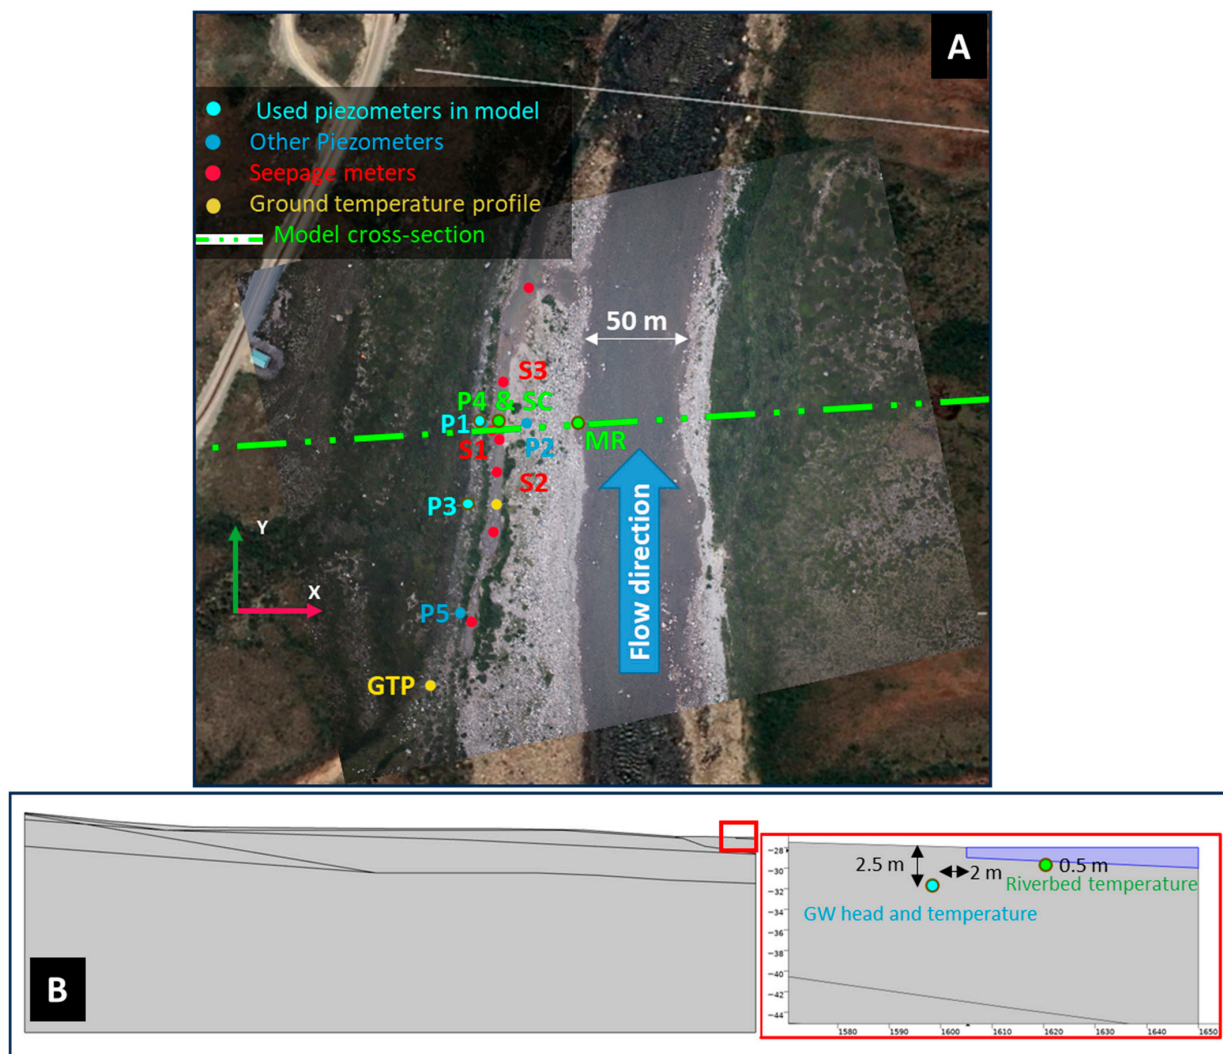 A
Used piezometers in model
Other Piezometers
Seepage meters
Ground temperature profile
Model cross-section
50 m
S3
P4 & SC
P1
P2
MR
S1
S2
P3
Flow direction
Y
X
P5
GTP
B
-28
-30
-32
-34
-36
-38
-40
-42
-44
2.5 m
2 m
0.5 m
Riverbed temperature
GW head and temperature
1580
1590
1600
1610
1620
1630
1640
1650